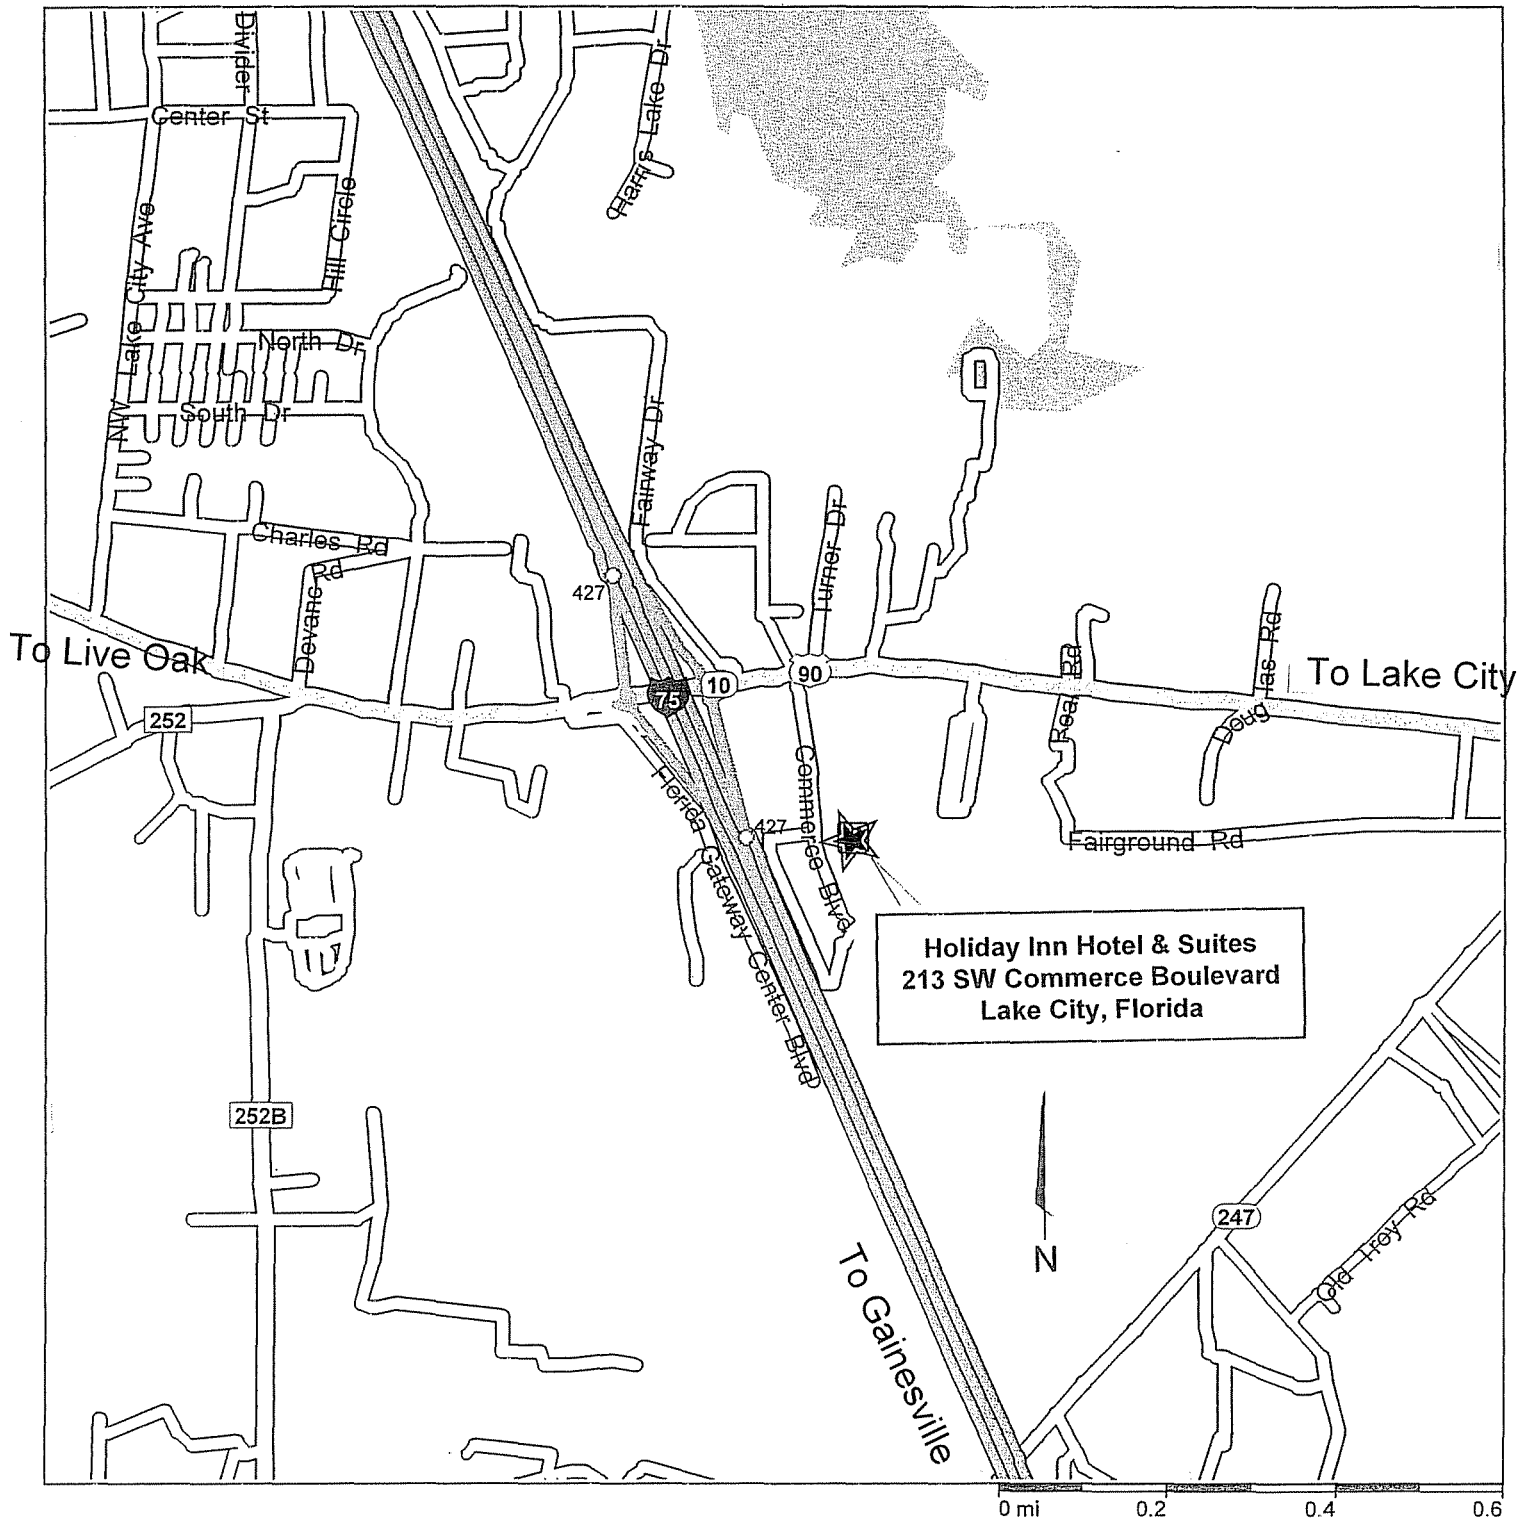 Divider
Center St
Harris Lake Dr
Hill Circle
NW Lake City Ave
North Dr
South Dr
Fairway Dr
Charles Rd
Devane Rd
427
Turner Dr
To Live Oak
75
10
90
Real Rd
Douglas Rd
To Lake City
252
Florida Gateway Center Blvd
Commerce Blvd
427
Fairground Rd
Holiday Inn Hotel & Suites
213 SW Commerce Boulevard
Lake City, Florida
252B
247
Old Troy Rd
N
To Gainesville
0 mi 0.2 0.4 0.6